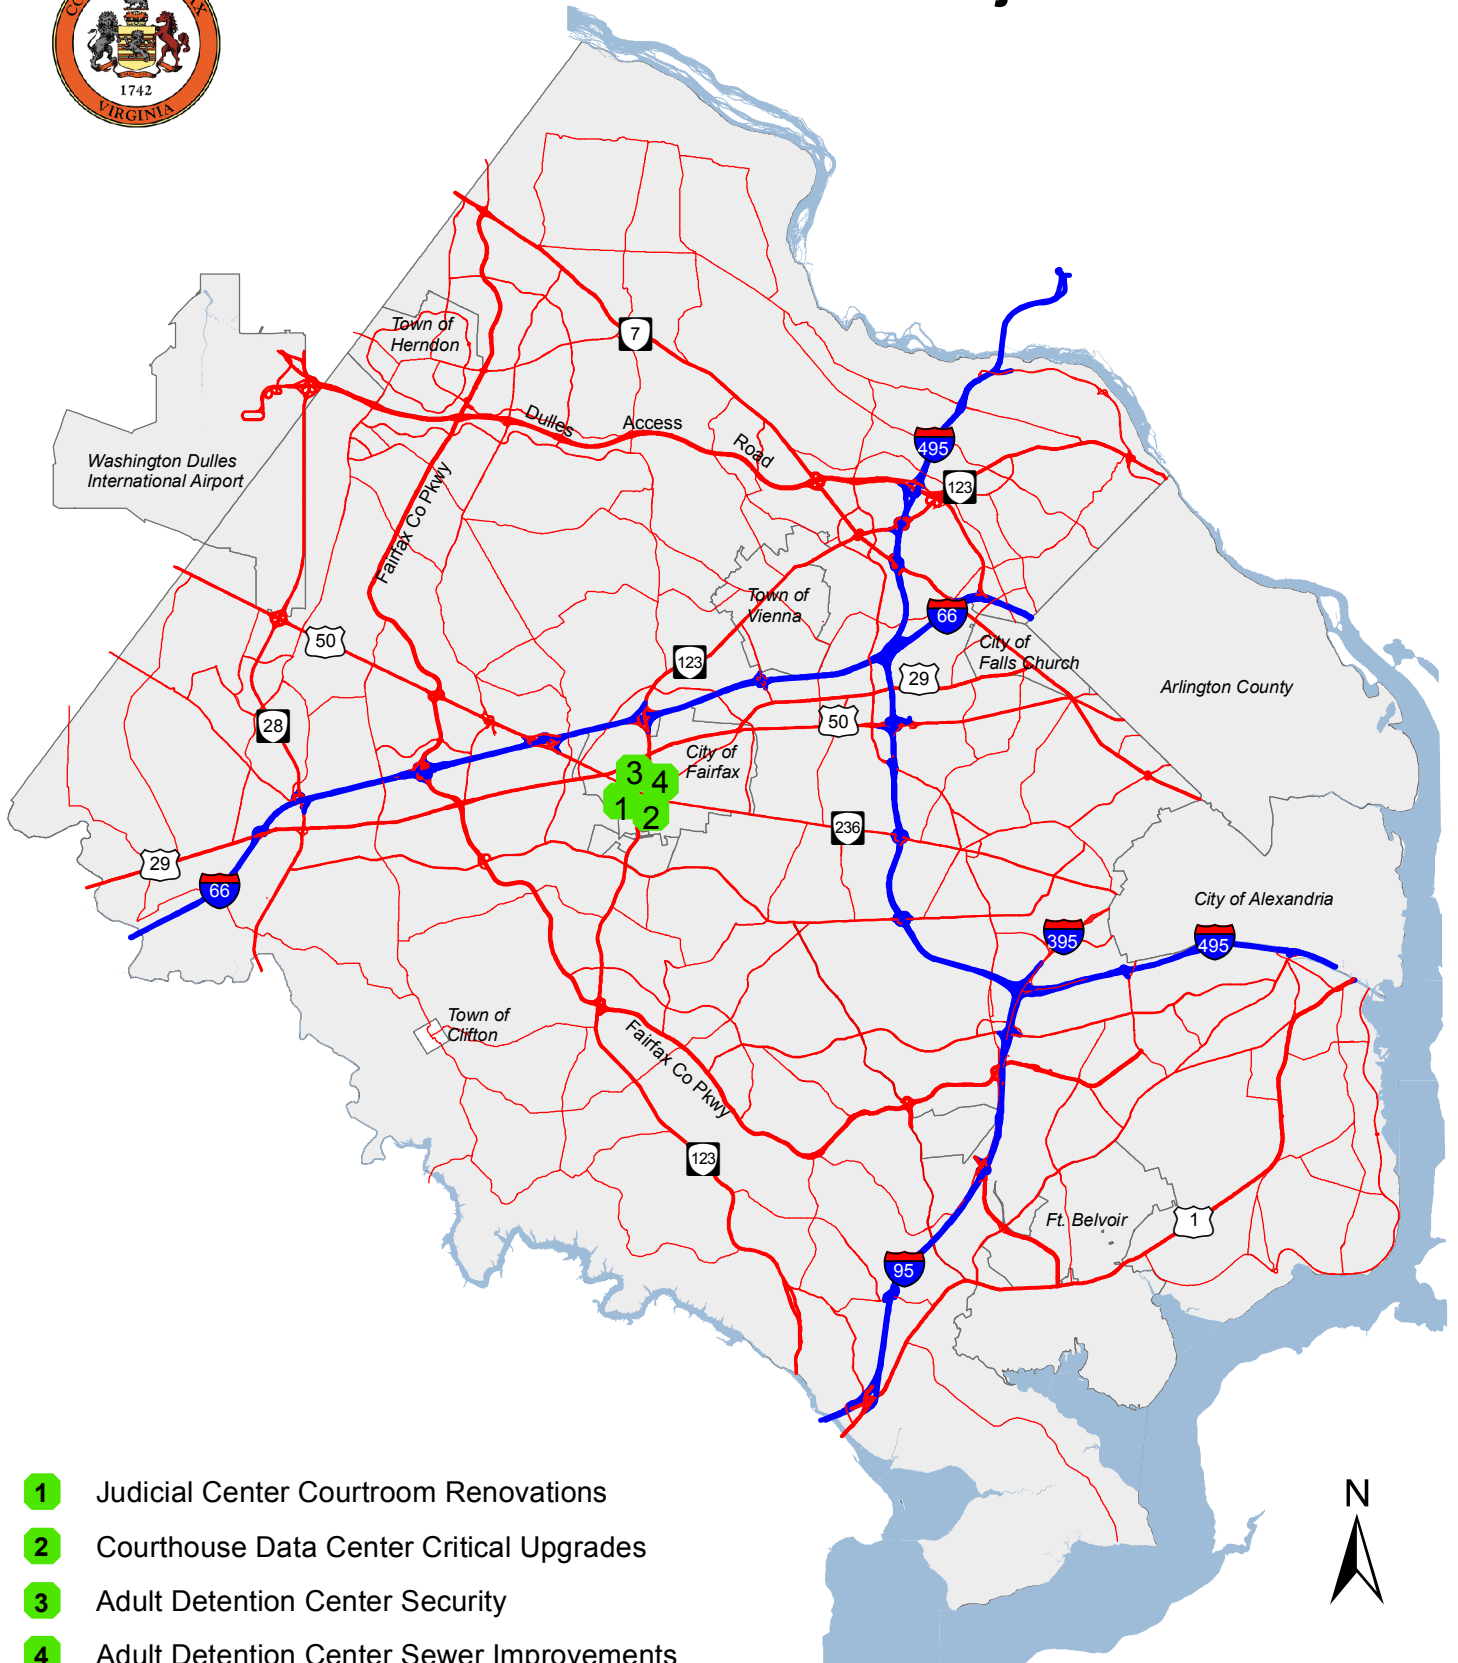 1742
VIRGINIA
Town of
Herndon
7
Dulles Access Road
495
123
Washington Dulles
International Airport
Fairfax Co Pkwy
Town of
Vienna
66
50
City of
Falls Church
123
29
Arlington County
28
50
City of
Fairfax
3
4
1
2
236
29
66
City of Alexandria
395
495
Town of
Clifton
Fairfax Co Pkwy
123
Ft. Belvoir
1
95
N
1 Judicial Center Courtroom Renovations
2 Courthouse Data Center Critical Upgrades
3 Adult Detention Center Security
4 Adult Detention Center Sewer Improvements